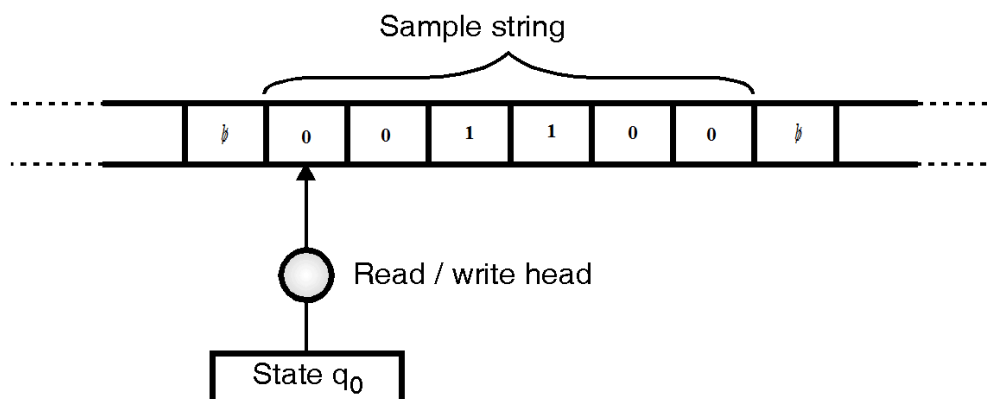 Sample string
ƀ 0 0 1 1 0 0 ƀ
Read / write head
State q₀